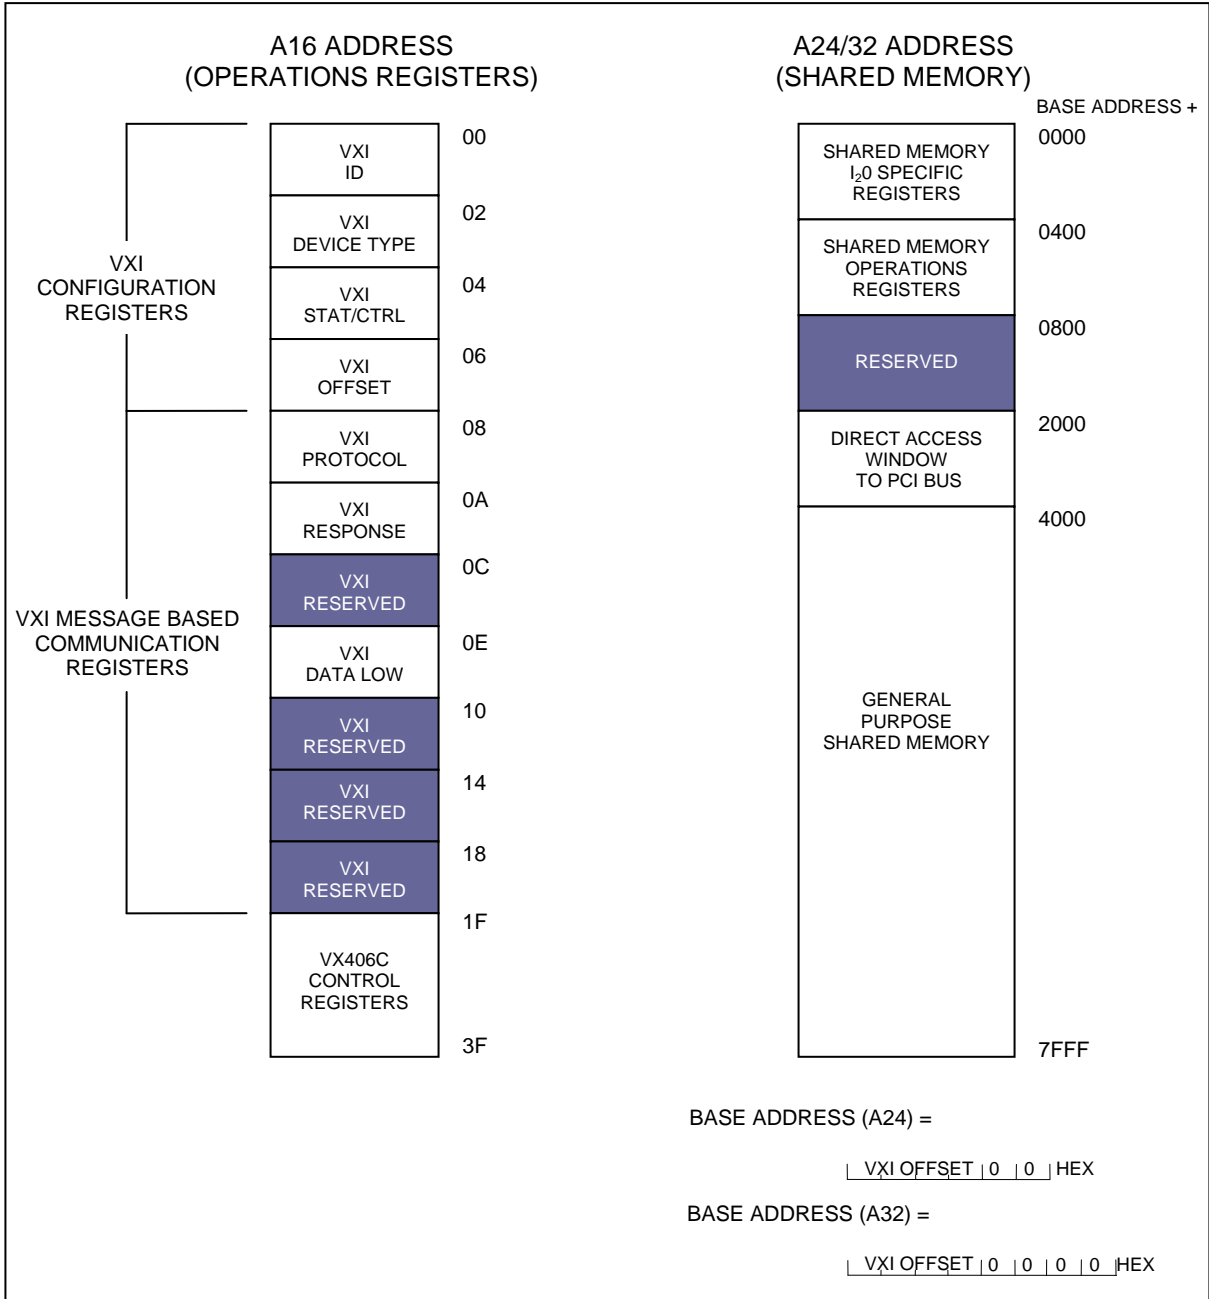 A16 ADDRESS
(OPERATIONS REGISTERS)
VXI
CONFIGURATION
REGISTERS
VXI MESSAGE BASED
COMMUNICATION
REGISTERS
VXI
ID
00
VXI
DEVICE TYPE
02
VXI
STAT/CTRL
04
VXI
OFFSET
06
VXI
PROTOCOL
08
VXI
RESPONSE
0A
VXI
RESERVED
0C
VXI
DATA LOW
0E
VXI
RESERVED
10
VXI
RESERVED
14
VXI
RESERVED
18
VX406C
CONTROL
REGISTERS
1F
3F
A24/32 ADDRESS
(SHARED MEMORY)
BASE ADDRESS +
SHARED MEMORY
I₂0 SPECIFIC
REGISTERS
0000
SHARED MEMORY
OPERATIONS
REGISTERS
0400
RESERVED
0800
DIRECT ACCESS
WINDOW
TO PCI BUS
2000
GENERAL
PURPOSE
SHARED MEMORY
4000
7FFF
BASE ADDRESS (A24) =
VXI OFFSET 0 0 HEX
BASE ADDRESS (A32) =
VXI OFFSET 0 0 0 0 HEX